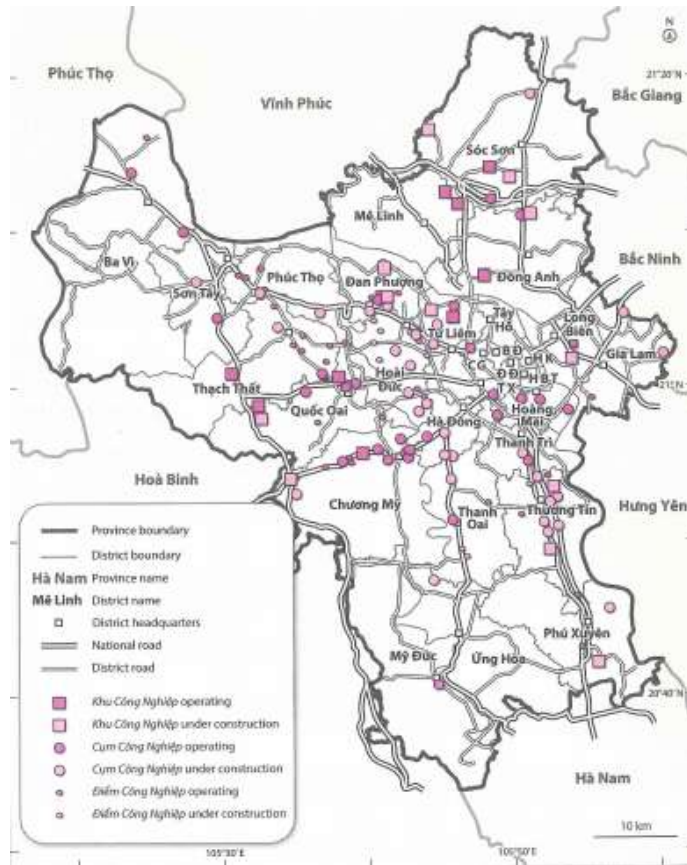 N
Phúc Thọ
21°20' N
Vĩnh Phúc
Bắc Giang
Sóc Sơn
Mê Linh
Bắc Ninh
Ba Vì
Phúc Thọ
Đông Anh
Sơn Tây
Đan Phượng
Tây Hồ
Long Biên
Từ Liêm
B Đ
H K
Gia Lam
C G
Đ Đ
H B T
21° N
Thạch Thất
Hoài Đức
T X
Quốc Oai
Hoàng Mai
Hà Đông
Thanh Trì
Hoà Bình
Chương Mỹ
Thanh Oai
Thường Tín
Hưng Yên
Phú Xuyên
Mỹ Đức
Ứng Hòa
20°40' N
Hà Nam
10 km
105°30' E
105°50' E
Province boundary
District boundary
Hà Nam Province name
Mê Linh District name
District headquarters
National road
District road
Khu Công Nghiệp operating
Khu Công Nghiệp under construction
Cụm Công Nghiệp operating
Cụm Công Nghiệp under construction
Điểm Công Nghiệp operating
Điểm Công Nghiệp under construction